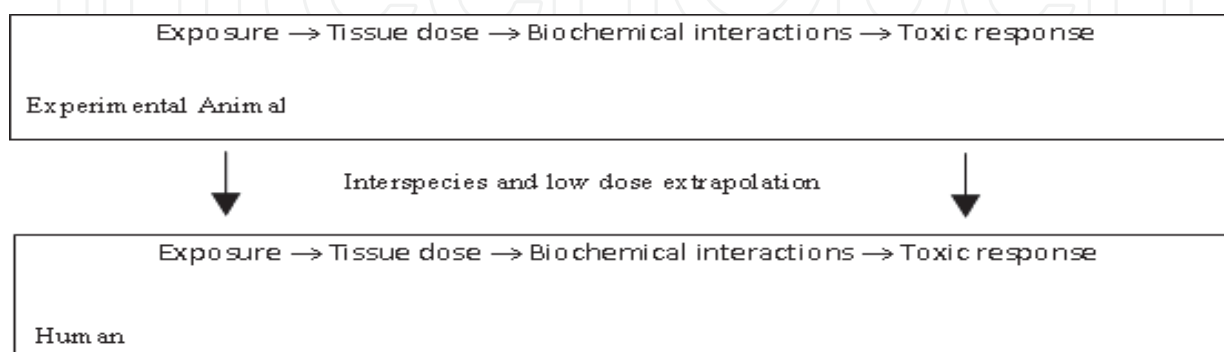 Exposure → Tissue dose → Biochemical interactions → Toxic response
Experimental Animal
Interspecies and low dose extrapolation
Exposure → Tissue dose → Biochemical interactions → Toxic response
Human